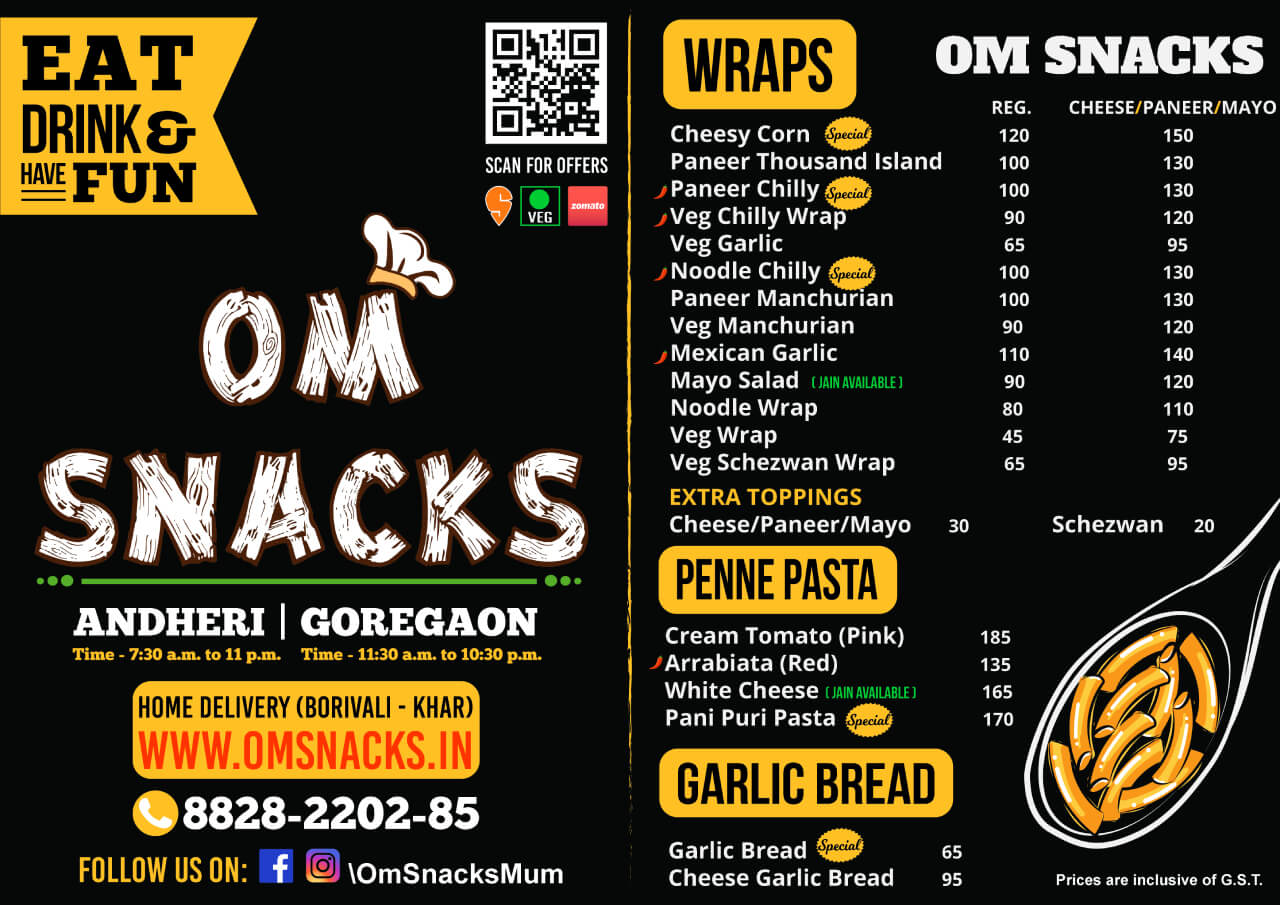 EAT
DRINK &
HAVE FUN
SCAN FOR OFFERS
VEG
zomato
OM
SNACKS
ANDHERI | GOREGAON
Time - 7:30 a.m. to 11 p.m. Time - 11:30 a.m. to 10:30 p.m.
HOME DELIVERY (BORIVALI - KHAR)
WWW.OMSNACKS.IN
8828-2202-85
FOLLOW US ON: \OmSnacksMum
WRAPS
OM SNACKS
REG. CHEESE/PANEER/MAYO
Cheesy Corn Special 120 150
Paneer Thousand Island 100 130
Paneer Chilly Special 100 130
Veg Chilly Wrap 90 120
Veg Garlic 65 95
Noodle Chilly Special 100 130
Paneer Manchurian 100 130
Veg Manchurian 90 120
Mexican Garlic 110 140
Mayo Salad ( JAIN AVAILABLE ) 90 120
Noodle Wrap 80 110
Veg Wrap 45 75
Veg Schezwan Wrap 65 95
EXTRA TOPPINGS
Cheese/Paneer/Mayo 30 Schezwan 20
PENNE PASTA
Cream Tomato (Pink) 185
Arrabiata (Red) 135
White Cheese ( JAIN AVAILABLE ) 165
Pani Puri Pasta Special 170
GARLIC BREAD
Garlic Bread Special 65
Cheese Garlic Bread 95
Prices are inclusive of G.S.T.